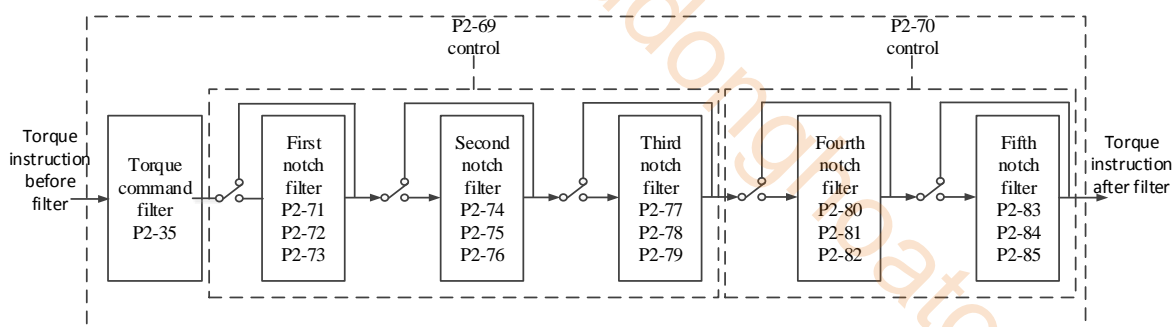 P2-69
control
P2-70
control
Torque
instruction
before
filter
Torque
command
filter
P2-35
First
notch
filter
P2-71
P2-72
P2-73
Second
notch
filter
P2-74
P2-75
P2-76
Third
notch
filter
P2-77
P2-78
P2-79
Fourth
notch
filter
P2-80
P2-81
P2-82
Fifth
notch
filter
P2-83
P2-84
P2-85
Torque
instruction
after filter